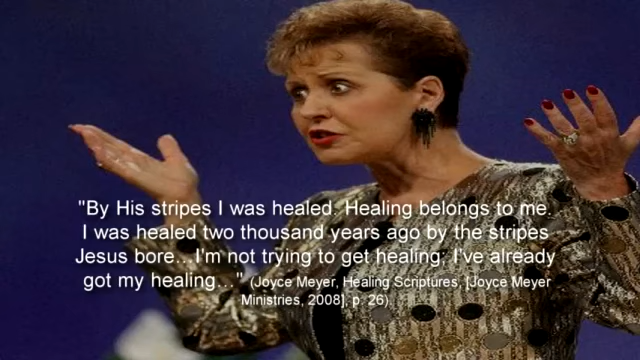 "By His stripes I was healed. Healing belongs to me.
I was healed two thousand years ago by the stripes
Jesus bore…I'm not trying to get healing; I've already
got my healing…" (Joyce Meyer, Healing Scriptures, [Joyce Meyer
Ministries, 2008], p. 26).